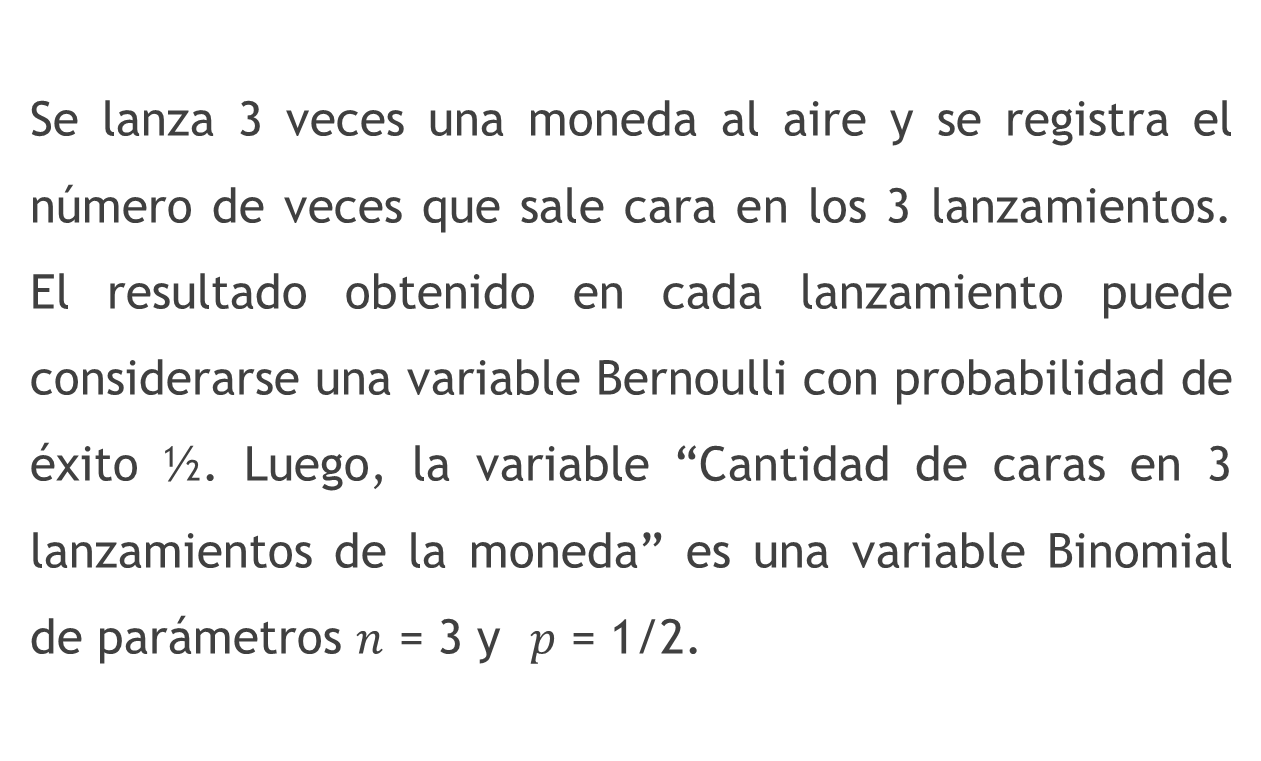 Se lanza 3 veces una moneda al aire y se registra el
número de veces que sale cara en los 3 lanzamientos.
El resultado obtenido en cada lanzamiento puede
considerarse una variable Bernoulli con probabilidad de
éxito ½. Luego, la variable “Cantidad de caras en 3
lanzamientos de la moneda” es una variable Binomial
de parámetros 𝑛 = 3 y 𝑝 = 1/2.